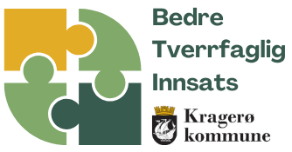 Bedre
Tverrfaglig
Innsats
Kragerø
kommune